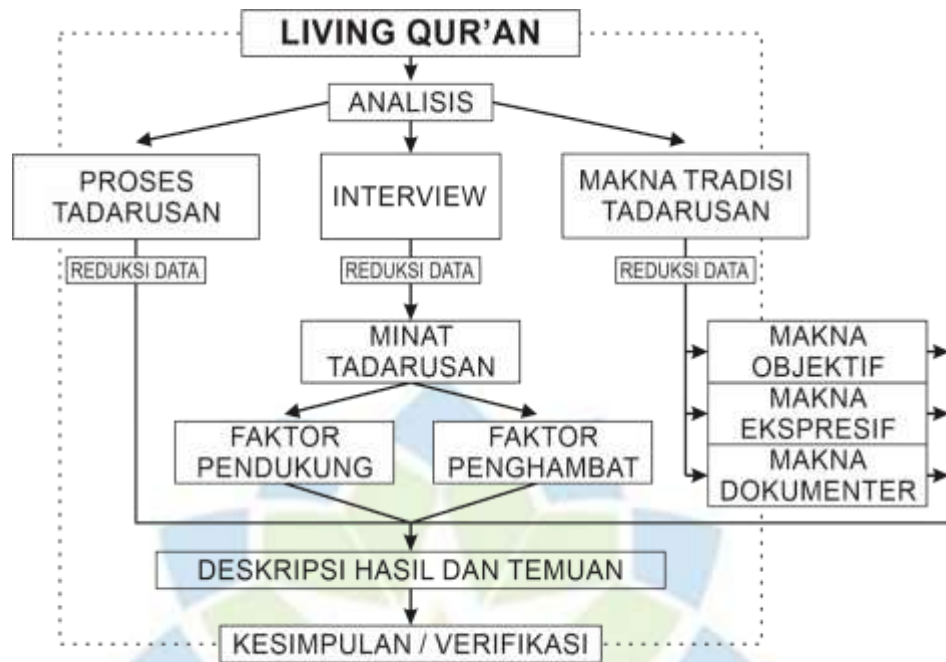 LIVING QUR’AN
ANALISIS
PROSES
TADARUSAN
INTERVIEW
MAKNA TRADISI
TADARUSAN
REDUKSI DATA
REDUKSI DATA
REDUKSI DATA
MINAT
TADARUSAN
MAKNA
OBJEKTIF
MAKNA
EKSPRESIF
MAKNA
DOKUMENTER
FAKTOR
PENDUKUNG
FAKTOR
PENGHAMBAT
DESKRIPSI HASIL DAN TEMUAN
KESIMPULAN / VERIFIKASI